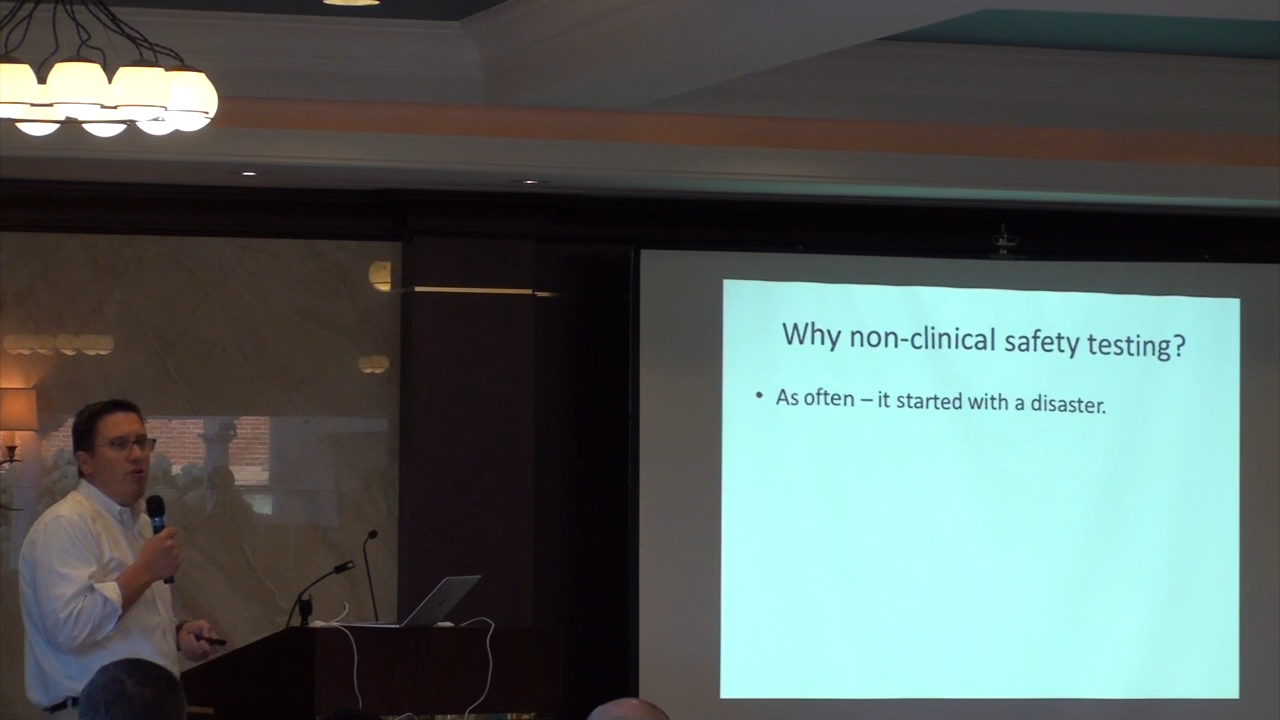 Why non-clinical safety testing?
• As often – it started with a disaster.